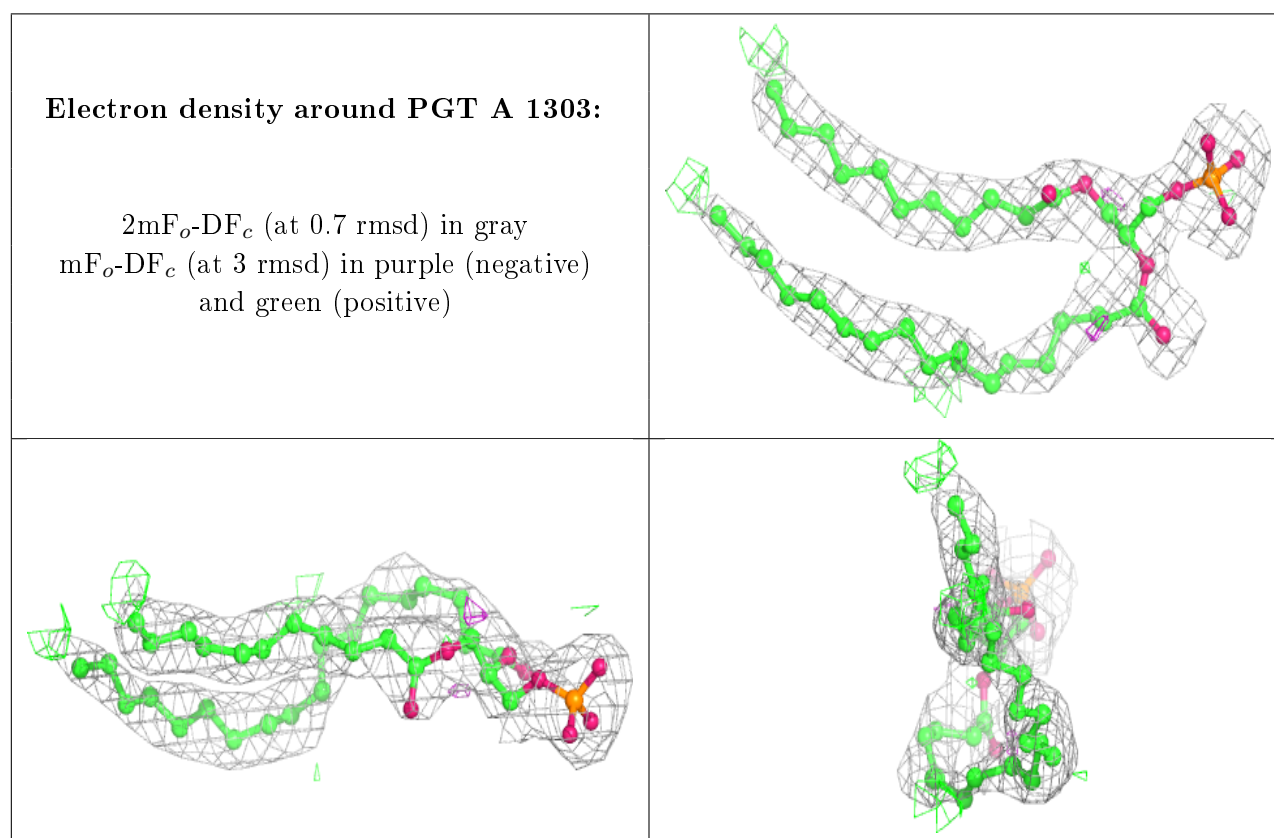 Electron density around PGT A 1303:
2mFo-DFc (at 0.7 rmsd) in gray
mFo-DFc (at 3 rmsd) in purple (negative)
and green (positive)